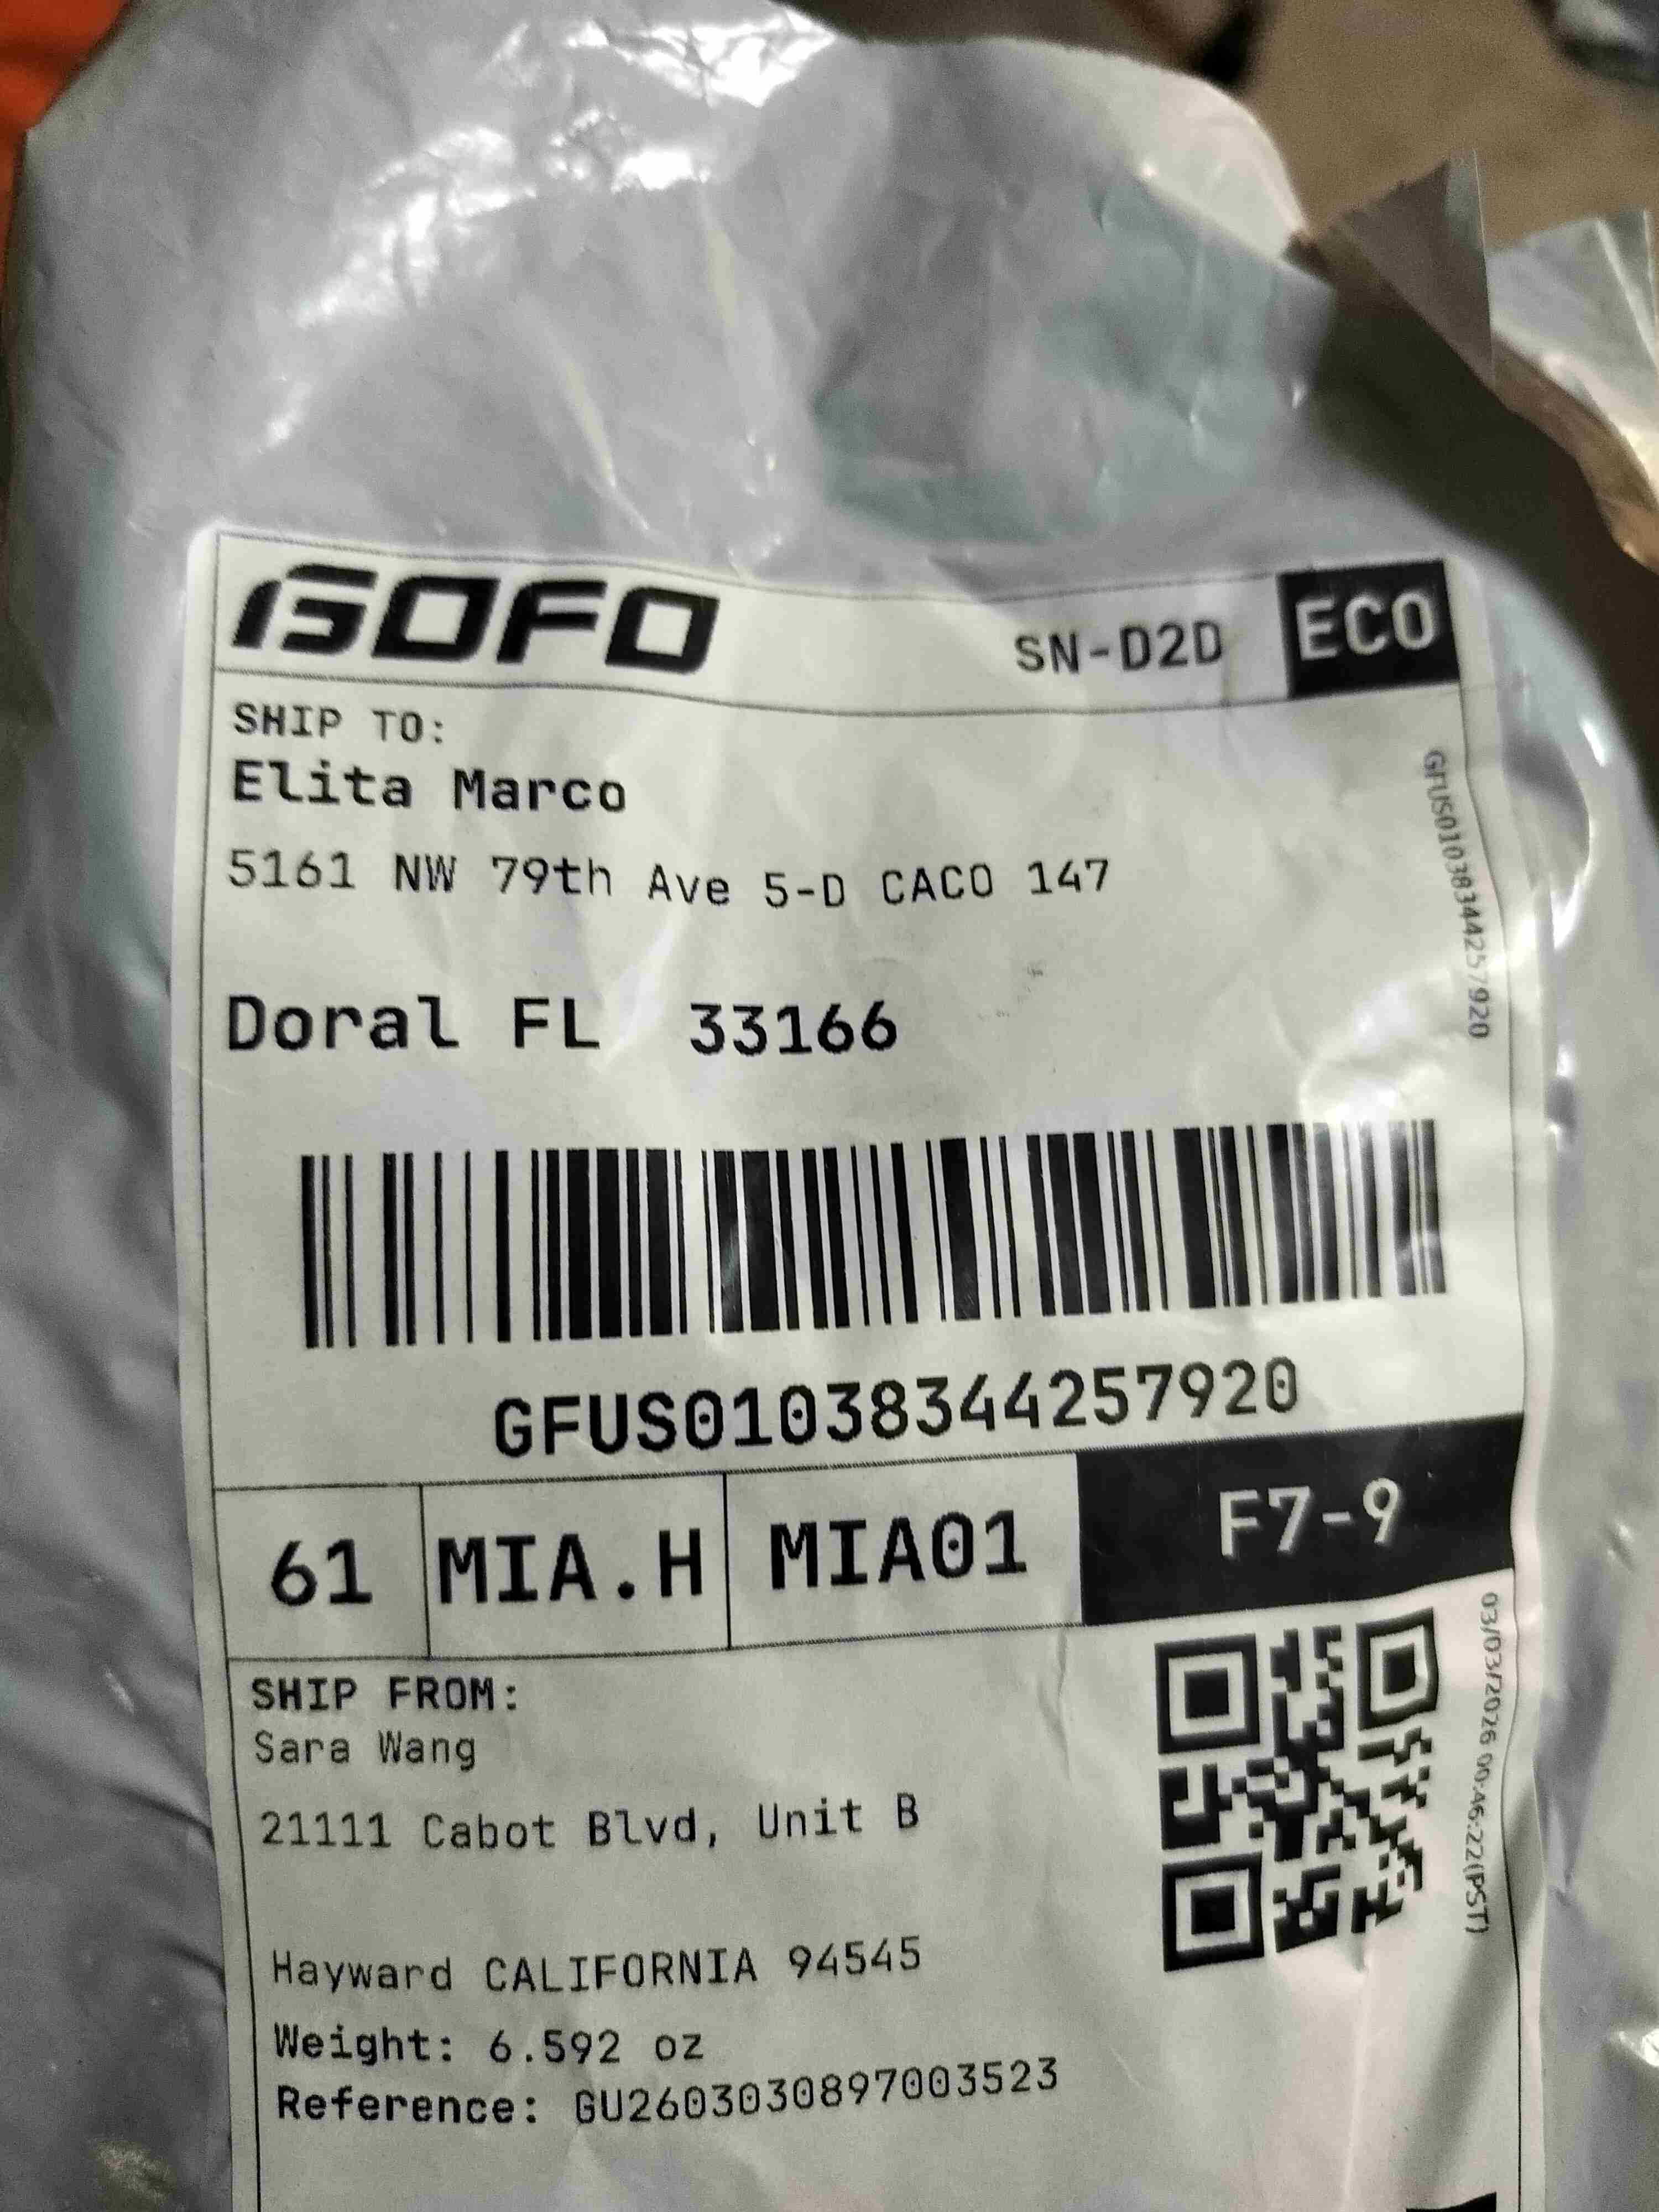 GOFO SN-D2D ECO
SHIP TO:
Elita Marco
5161 NW 79th Ave 5-D CACO 147
Doral FL 33166
GFUS01038344257920
GFUS01038344257920
61 MIA.H MIA01 F7-9
SHIP FROM:
Sara Wang
21111 Cabot Blvd, Unit B
Hayward CALIFORNIA 94545
Weight: 6.592 oz
Reference: GU2603030897003523
03/03/2026 00:46:22(PST)